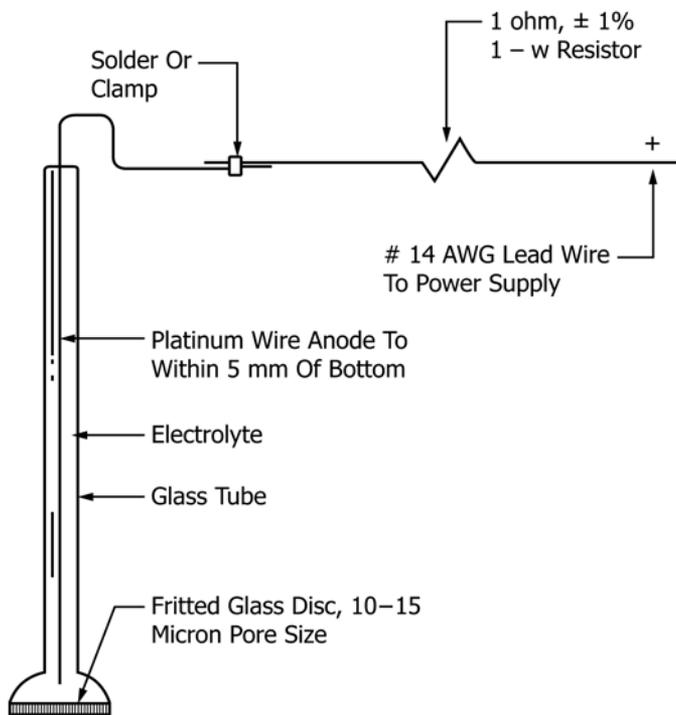 1 ohm, ± 1%
1 – w Resistor
Solder Or
Clamp
+
# 14 AWG Lead Wire
To Power Supply
Platinum Wire Anode To
Within 5 mm Of Bottom
Electrolyte
Glass Tube
Fritted Glass Disc, 10–15
Micron Pore Size